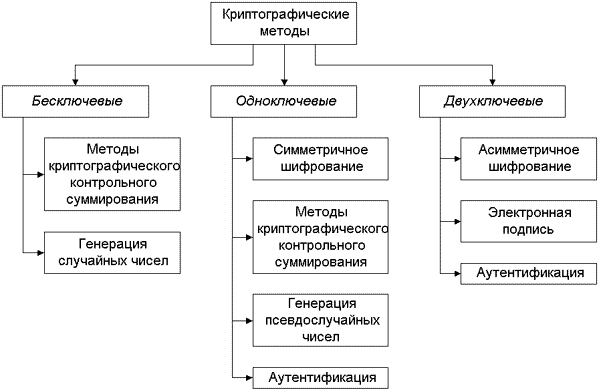 Криптографические
методы
Бесключевые
Одноключевые
Двухключевые
Методы
криптографического
контрольного
суммирования
Генерация
случайных чисел
Симметричное
шифрование
Методы
криптографического
контрольного
суммирования
Генерация
псевдослучайных
чисел
Аутентификация
Асимметричное
шифрование
Электронная
подпись
Аутентификация